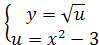 y = √u
u = x² − 3